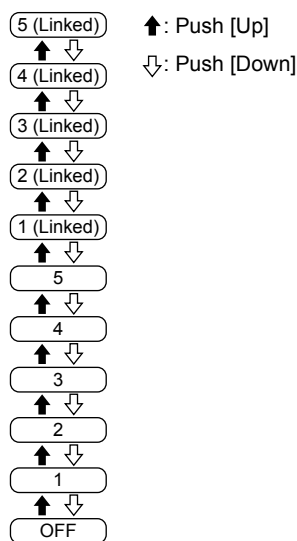 5 (Linked)
⬆: Push [Up]
4 (Linked)
⇩: Push [Down]
3 (Linked)
2 (Linked)
1 (Linked)
5
4
3
2
1
OFF